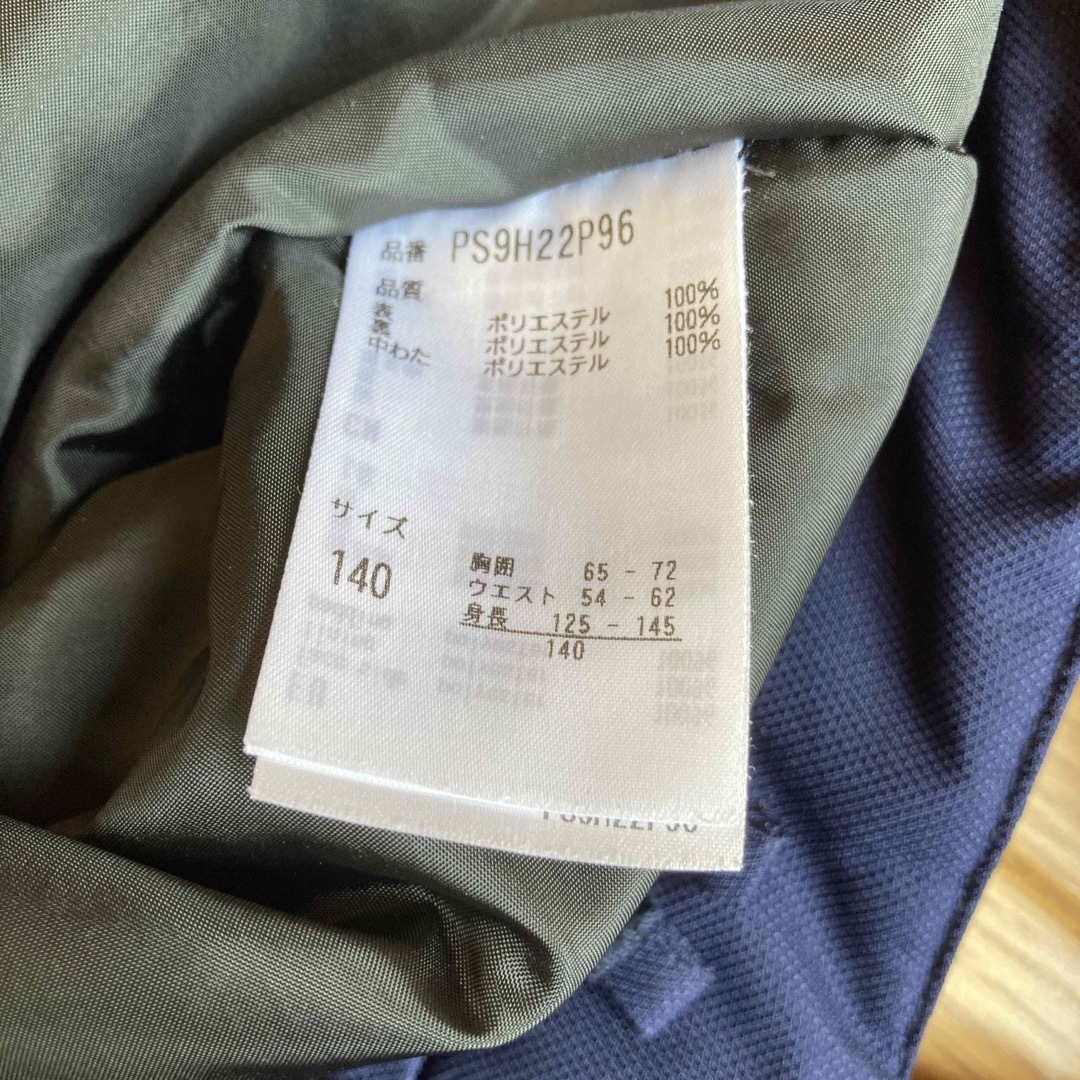 品番 PS9H22P96
品質
表 ポリエステル 100%
裏 ポリエステル 100%
中わた ポリエステル 100%
サイズ
140
胸囲 65 - 72
ウエスト 54 - 62
身長 125 - 145
140
PS9H22P96